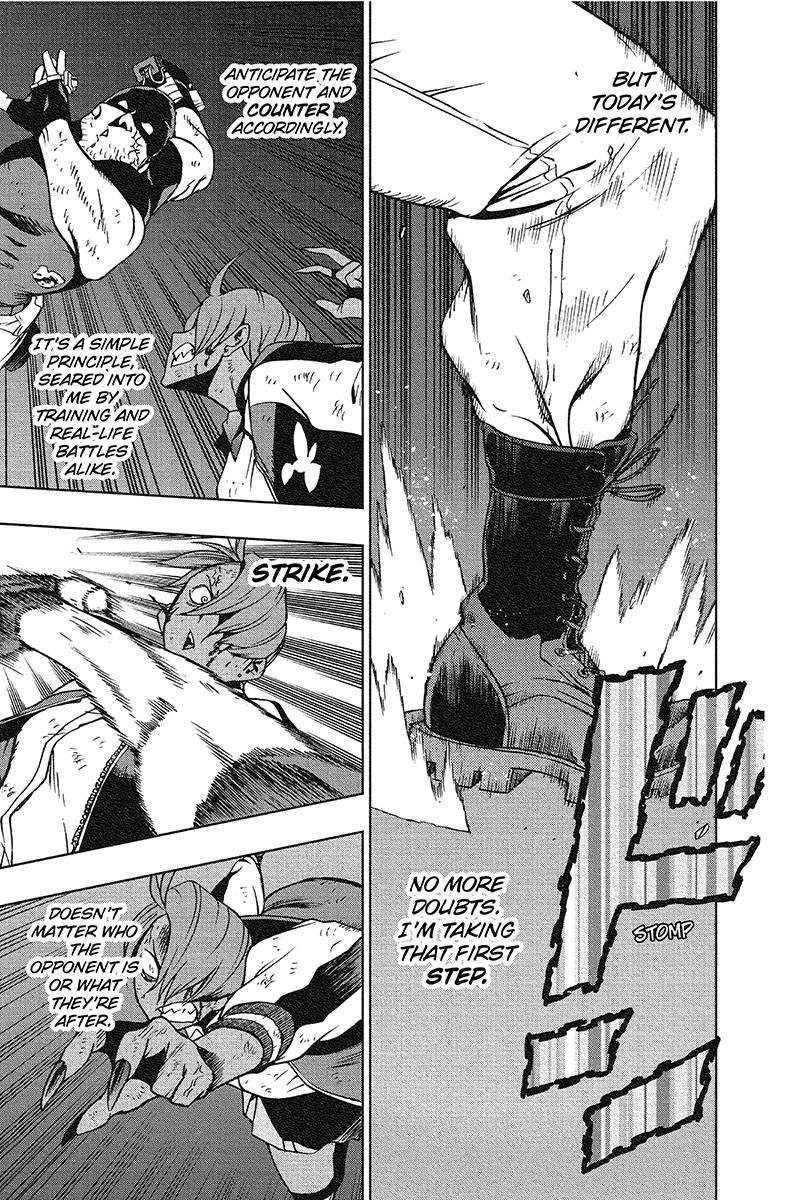 BUT
TODAY'S
DIFFERENT.
NO MORE
DOUBTS.
I'M TAKING
THAT FIRST
STEP.
STOMP
ド
ANTICIPATE THE
OPPONENT AND
COUNTER
ACCORDINGLY.
IT'S A SIMPLE
PRINCIPLE,
SEARED INTO
ME BY
TRAINING AND
REAL-LIFE
BATTLES
ALIKE.
STRIKE.
DOESN'T
MATTER WHO
THE
OPPONENT IS
OR WHAT
THEY'RE
AFTER.